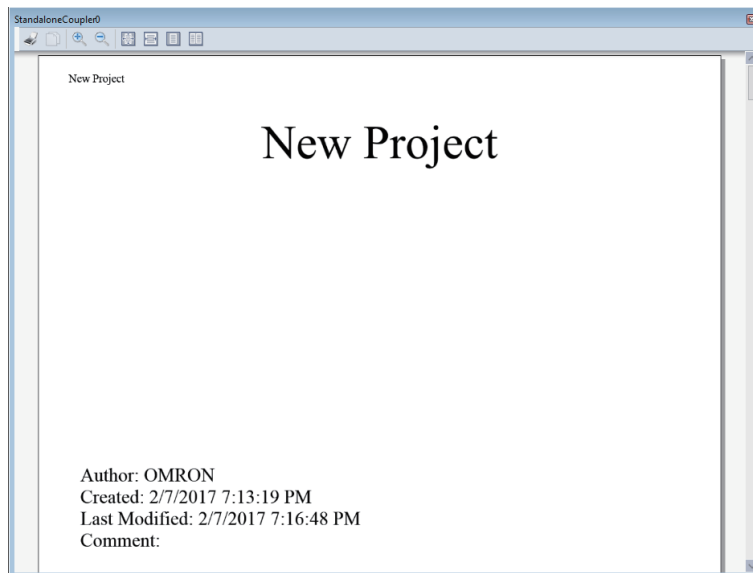 StandaloneCoupler0
New Project
New Project
Author: OMRON
Created: 2/7/2017 7:13:19 PM
Last Modified: 2/7/2017 7:16:48 PM
Comment: